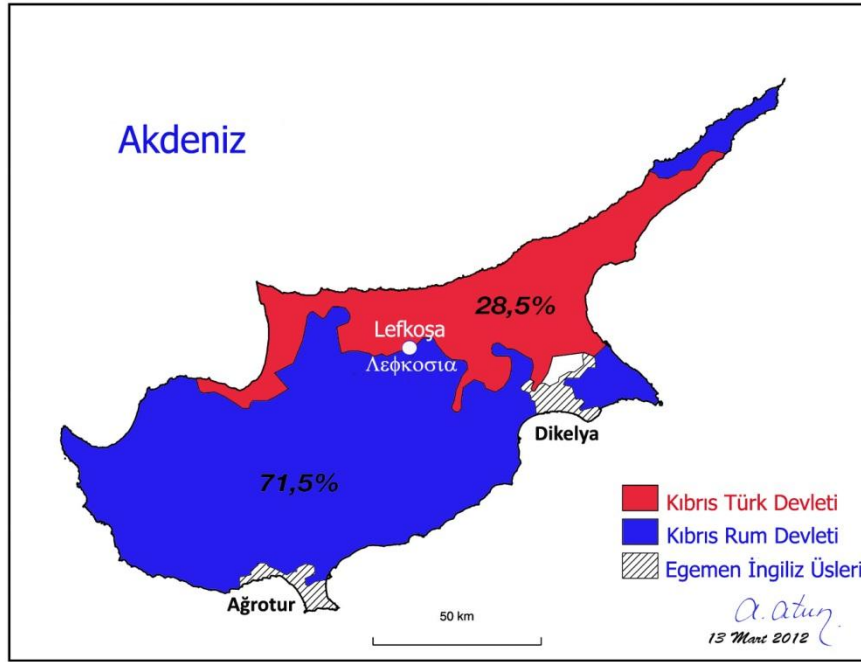 Akdeniz
28,5%
Lefkoşa
Λεφκοσια
Dikelya
71,5%
Kıbrıs Türk Devleti
Kıbrıs Rum Devleti
Egemen İngiliz Üsleri
Ağrotur
50 km
a. atun
13 Mart 2012